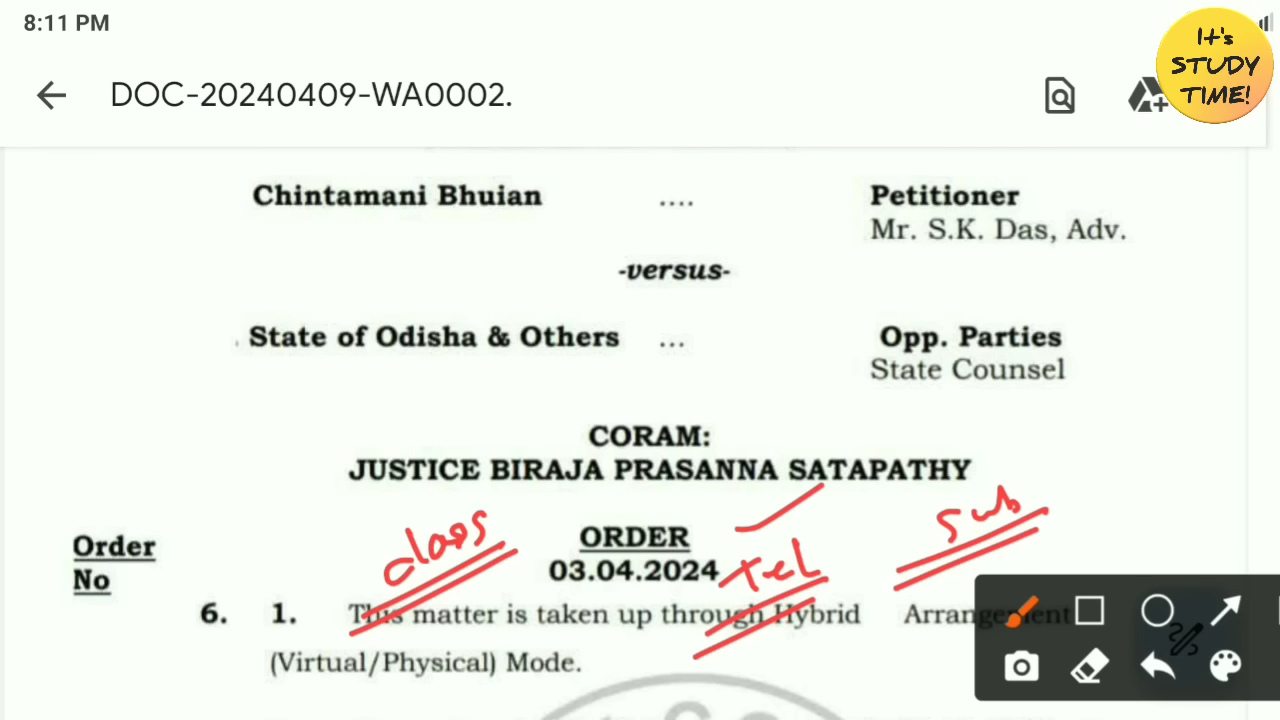 8:11 PM
It's
STUDY
TIME!
DOC-20240409-WA0002.
Chintamani Bhuian .... Petitioner
Mr. S.K. Das, Adv.
-versus-
State of Odisha & Others ... Opp. Parties
State Counsel
CORAM:
JUSTICE BIRAJA PRASANNA SATAPATHY
class
sub
Order ORDER
No 03.04.2024
Tel
6. 1. This matter is taken up through Hybrid Arrangement
(Virtual/Physical) Mode.